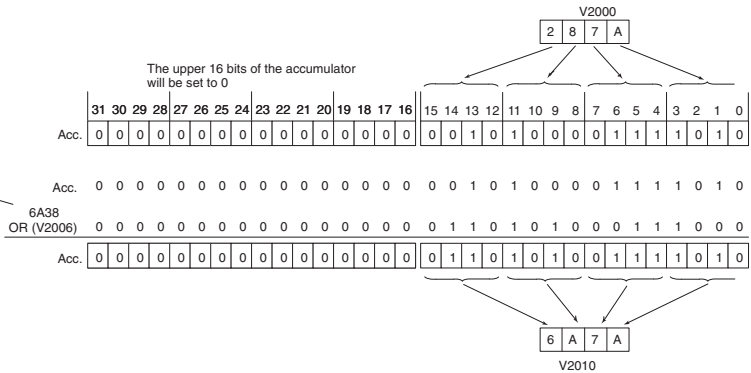 V2000
2 8 7 A
The upper 16 bits of the accumulator
will be set to 0
31 30 29 28 27 26 25 24 23 22 21 20 19 18 17 16 15 14 13 12 11 10 9 8 7 6 5 4 3 2 1 0
Acc. 0 0 0 0 0 0 0 0 0 0 0 0 0 0 0 0 0 0 1 0 1 0 0 0 0 1 1 1 1 0 1 0
Acc. 0 0 0 0 0 0 0 0 0 0 0 0 0 0 0 0 0 0 1 0 1 0 0 0 0 1 1 1 1 0 1 0
6A38
OR (V2006) 0 0 0 0 0 0 0 0 0 0 0 0 0 0 0 0 0 1 1 0 1 0 1 0 0 0 1 1 1 0 0 0
Acc. 0 0 0 0 0 0 0 0 0 0 0 0 0 0 0 0 0 1 1 0 1 0 1 0 0 1 1 1 1 0 1 0
6 A 7 A
V2010